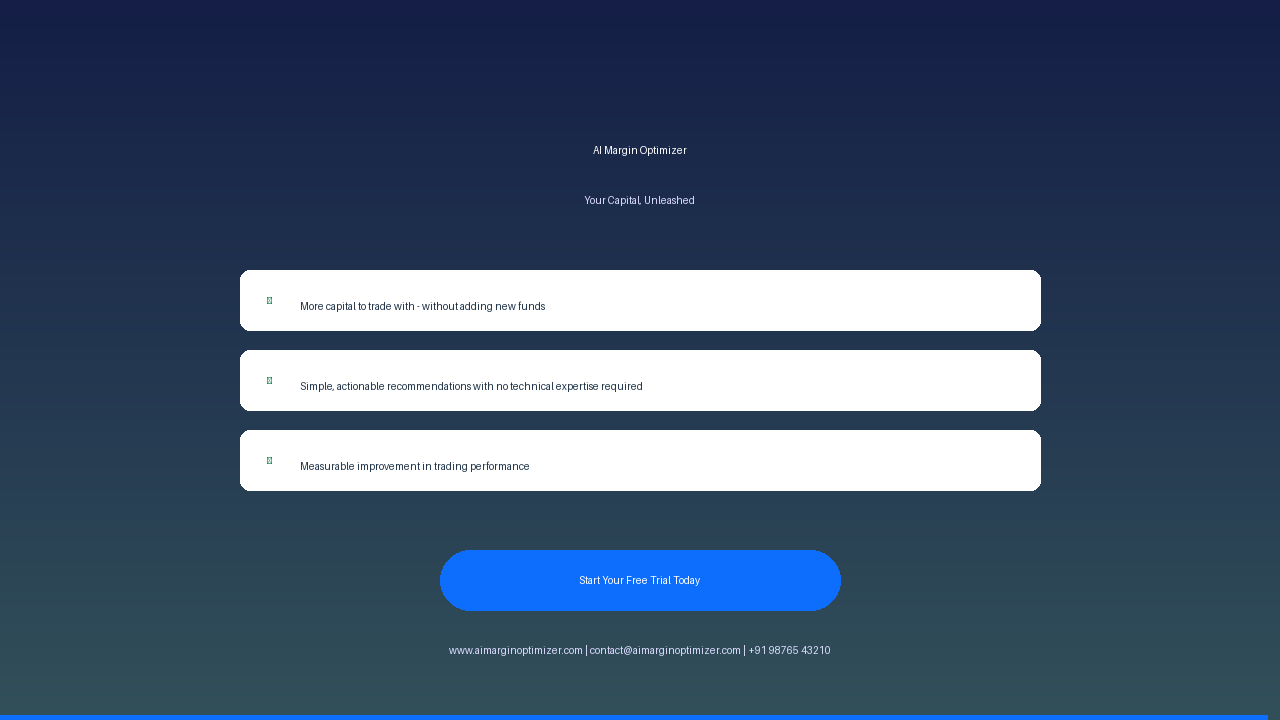 AI Margin Optimizer
Your Capital, Unleashed
More capital to trade with - without adding new funds
Simple, actionable recommendations with no technical expertise required
Measurable improvement in trading performance
Start Your Free Trial Today
www.aimarginoptimizer.com | contact@aimarginoptimizer.com | +91 98765 43210